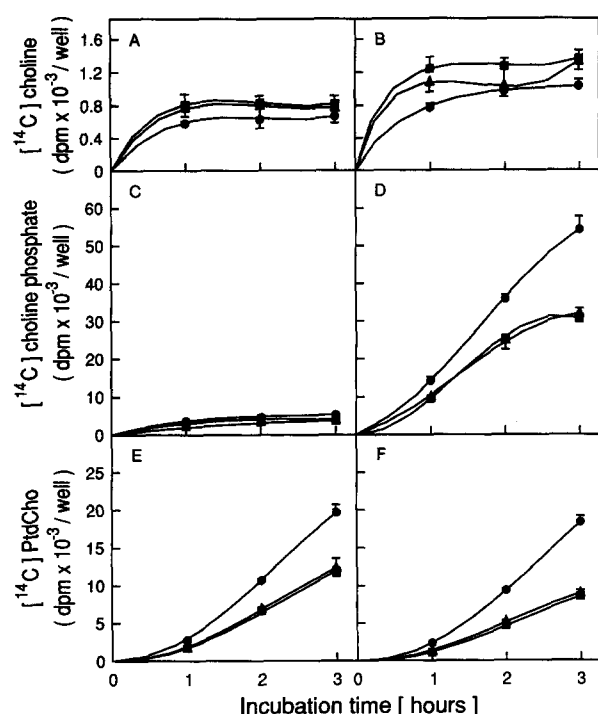 A
B
[ ¹⁴C ] choline
( dpm x 10⁻³ / well )
1.6
1.2
0.8
0.4
0
C
D
[ ¹⁴C ] choline phosphate
( dpm x 10⁻³ / well )
60
50
40
30
20
10
0
E
F
[ ¹⁴C ] PtdCho
( dpm x 10⁻³ / well )
25
20
15
10
5
0
0 1 2 3 0 1 2 3
Incubation time [ hours ]